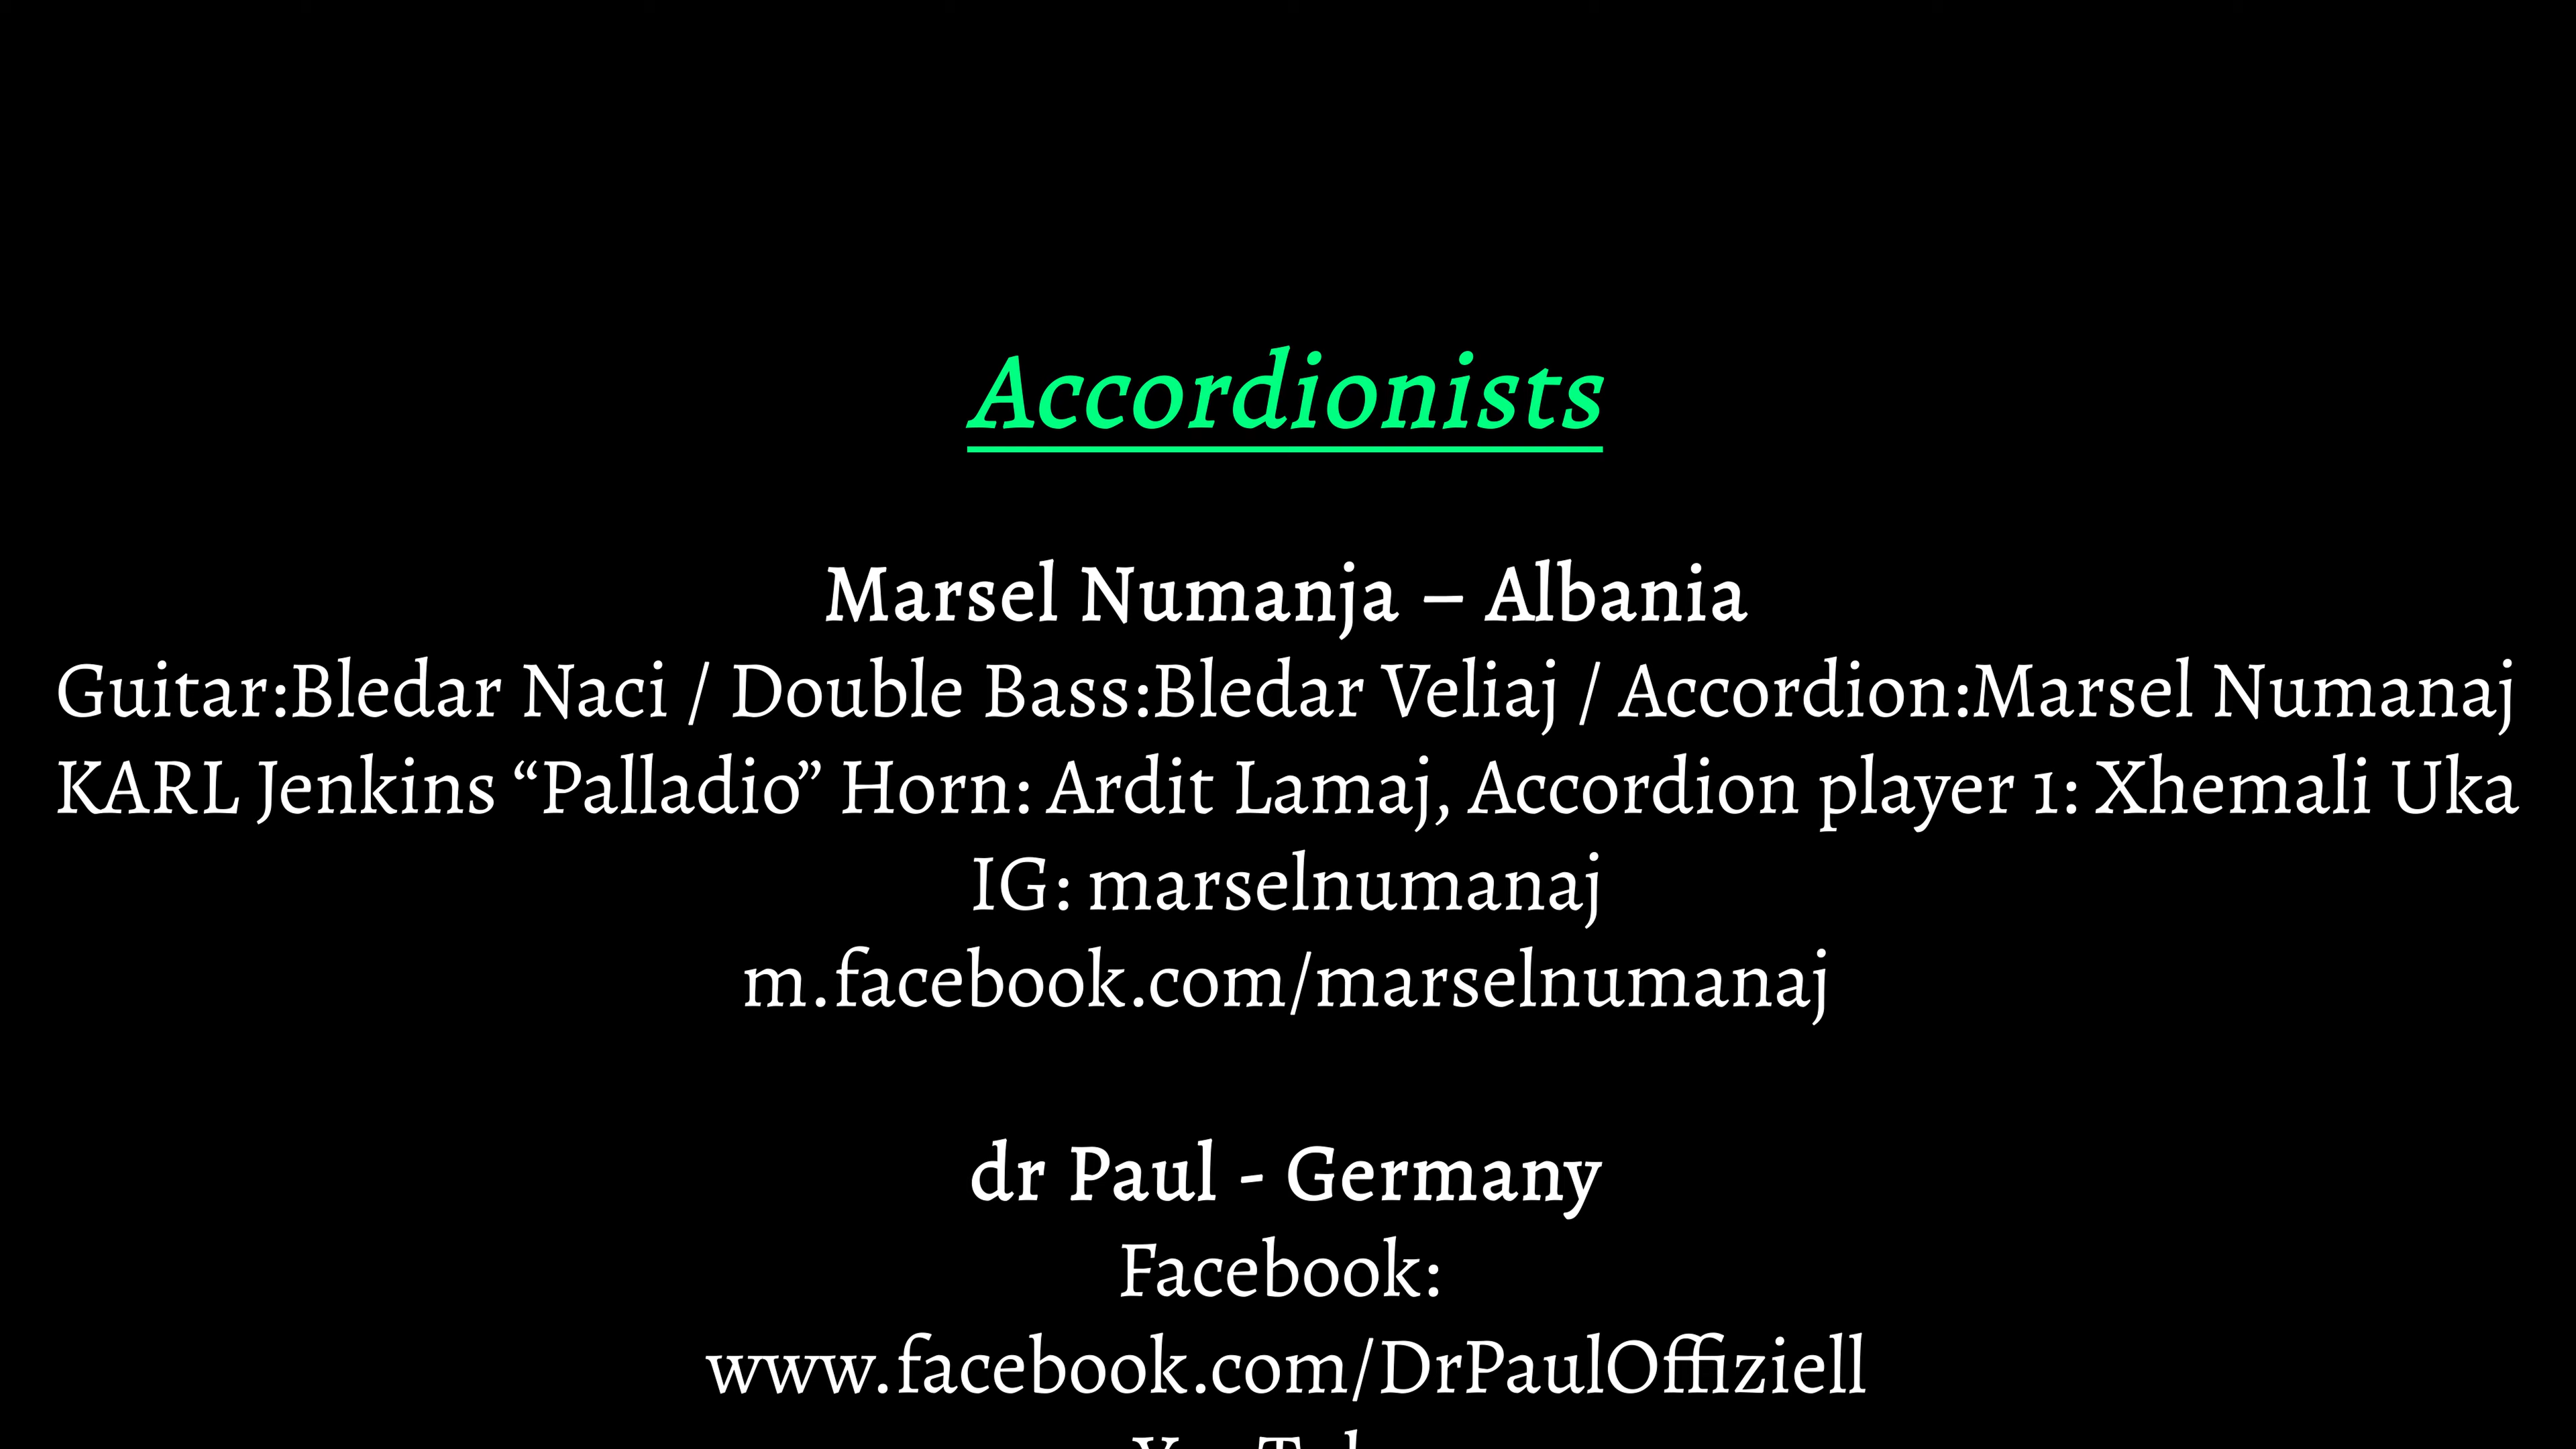 Accordionists
Marsel Numanja – Albania
Guitar:Bledar Naci / Double Bass:Bledar Veliaj / Accordion:Marsel Numanaj
KARL Jenkins “Palladio” Horn: Ardit Lamaj, Accordion player 1: Xhemali Uka
IG: marselnumanaj
m.facebook.com/marselnumanaj
dr Paul - Germany
Facebook:
www.facebook.com/DrPaulOffiziell